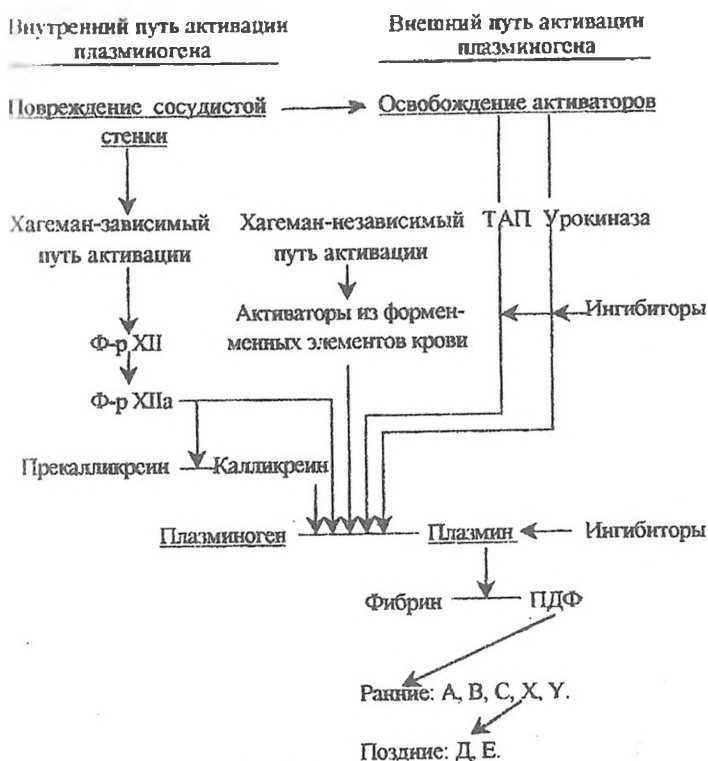 Внутренний путь активации
плазминогена
Внешний путь активации
плазминогена
Повреждение сосудистой
стенки
Освобождение активаторов
Хагеман-зависимый
путь активации
Хагеман-независимый
путь активации
ТАП Урокиназа
Активаторы из формен-
менных элементов крови
Ингибиторы
Ф-р XII
Ф-р XIIа
Прекалликреин
Калликреин
Плазминоген
Плазмин
Ингибиторы
Фибрин
ПДФ
Ранние: А, В, С, X, Y.
Поздние: Д, Е.